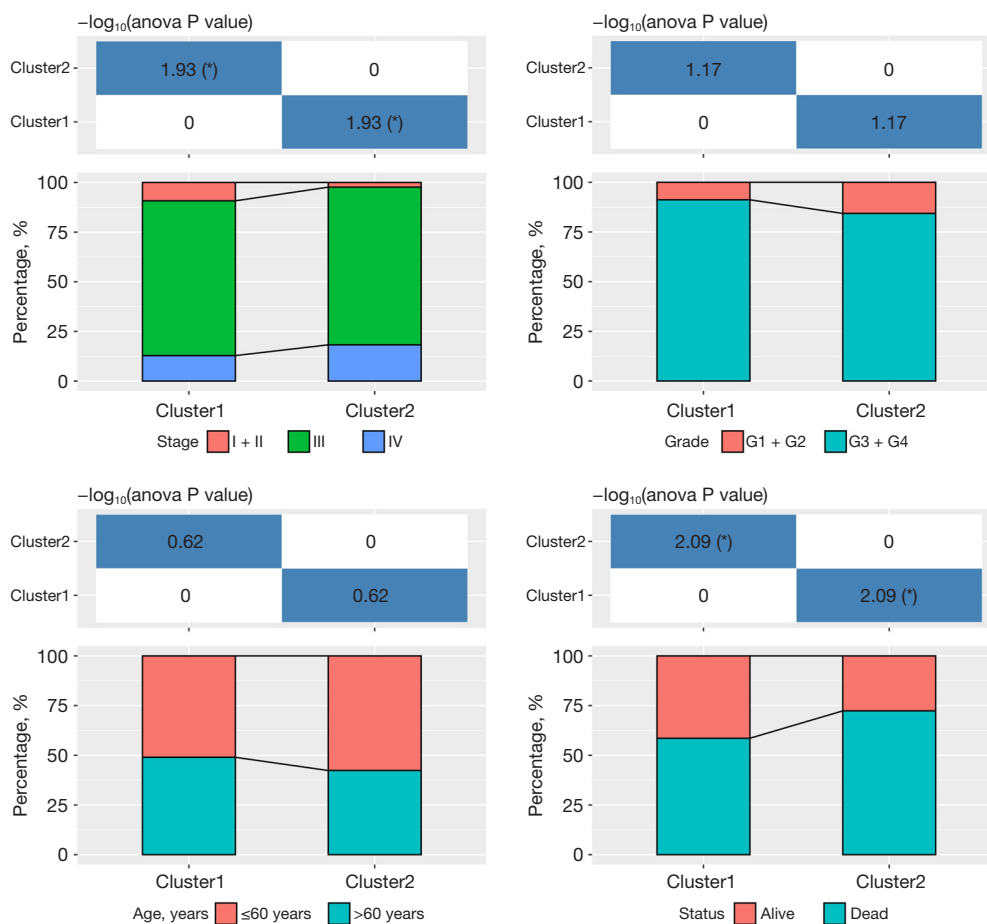 −log₁₀(anova P value)
Cluster2
1.93 (*)
0
Cluster1
0
1.93 (*)
Percentage, %
100
75
50
25
0
Cluster1
Cluster2
Stage
I + II
III
IV
−log₁₀(anova P value)
Cluster2
1.17
0
Cluster1
0
1.17
Percentage, %
100
75
50
25
0
Cluster1
Cluster2
Grade
G1 + G2
G3 + G4
−log₁₀(anova P value)
Cluster2
0.62
0
Cluster1
0
0.62
Percentage, %
100
75
50
25
0
Cluster1
Cluster2
Age, years
≤60 years
>60 years
−log₁₀(anova P value)
Cluster2
2.09 (*)
0
Cluster1
0
2.09 (*)
Percentage, %
100
75
50
25
0
Cluster1
Cluster2
Status
Alive
Dead